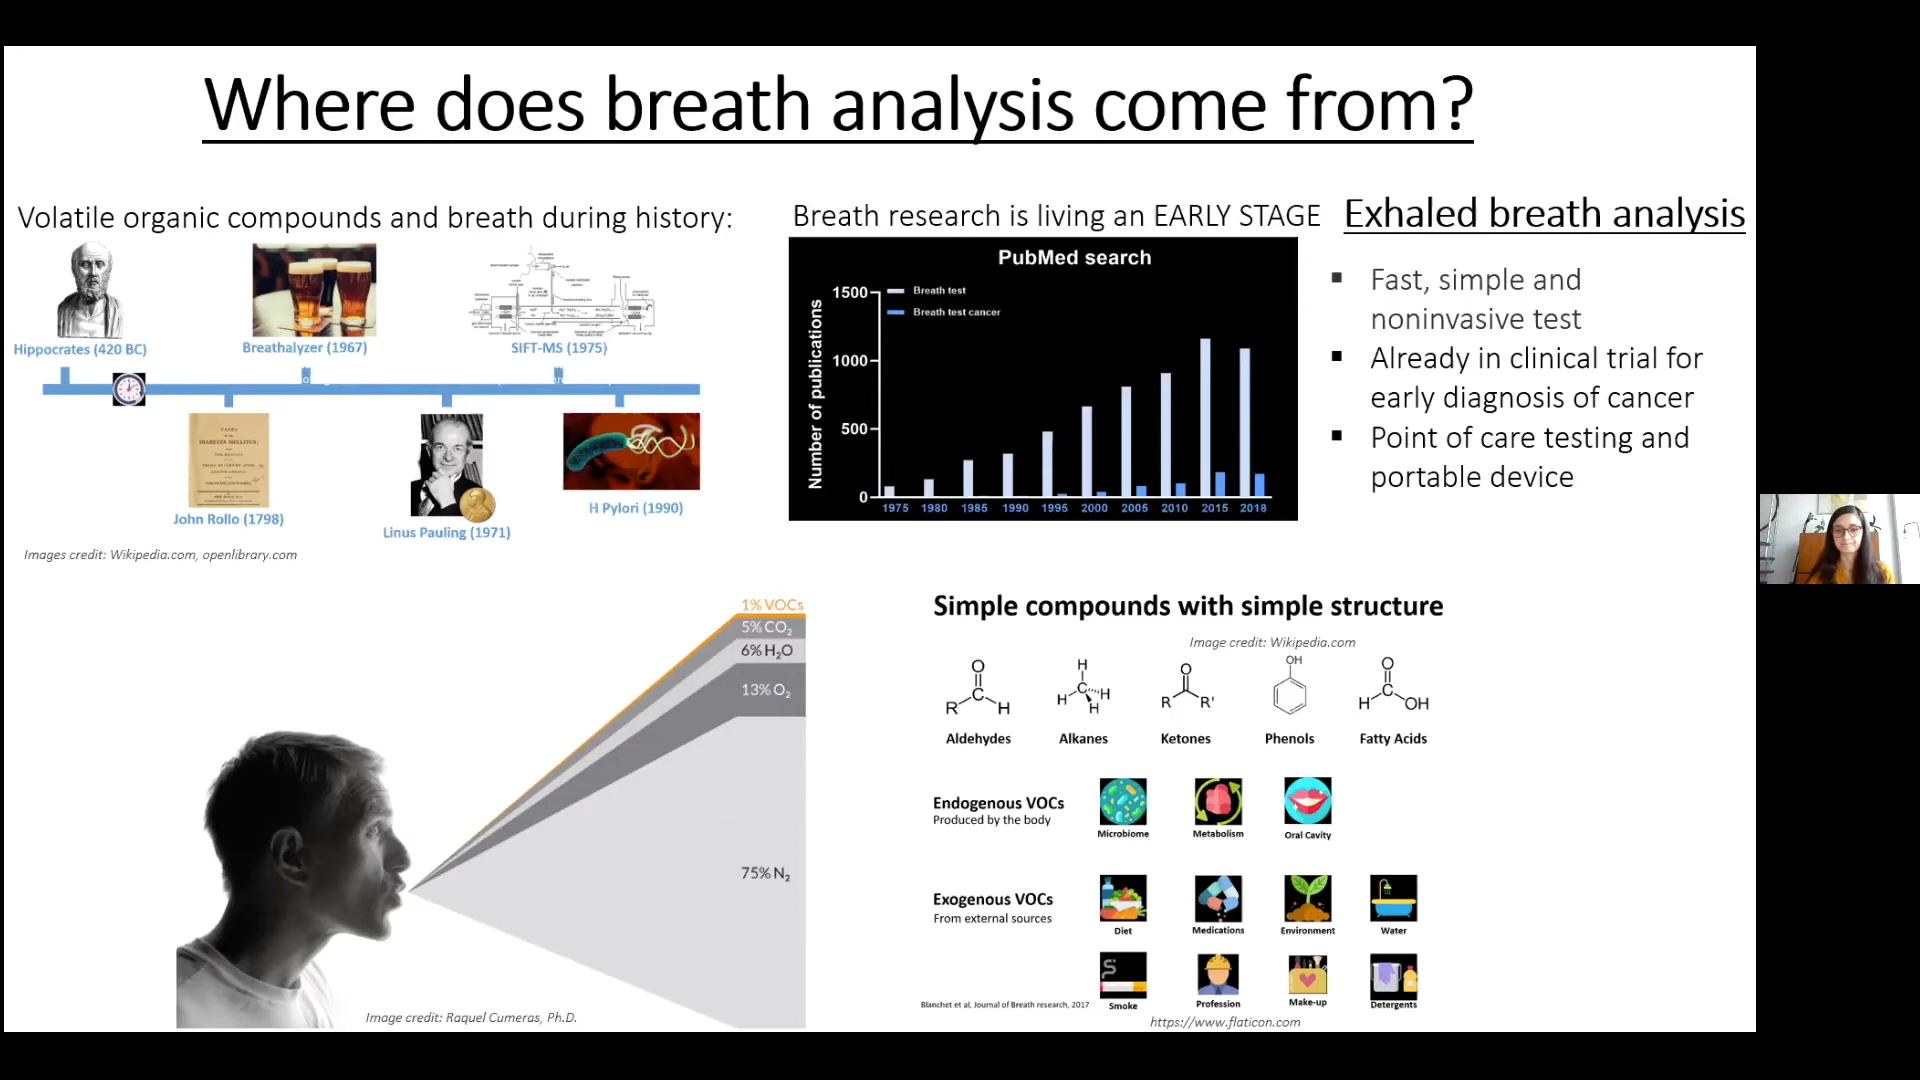 Where does breath analysis come from?
Volatile organic compounds and breath during history:
Hippocrates (420 BC)
Breathalyzer (1967)
SIFT-MS (1975)
DIABETES MELLITUS:
John Rollo (1798)
Linus Pauling (1971)
H Pylori (1990)
Images credit: Wikipedia.com, openlibrary.com
Breath research is living an EARLY STAGE
PubMed search
Breath test
Breath test cancer
Number of publications
1500
1000
500
0
1975 1980 1985 1990 1995 2000 2005 2010 2015 2018
Exhaled breath analysis
▪ Fast, simple and
noninvasive test
▪ Already in clinical trial for
early diagnosis of cancer
▪ Point of care testing and
portable device
1% VOCs
5% CO₂
6% H₂O
13% O₂
75% N₂
Image credit: Raquel Cumeras, Ph.D.
Simple compounds with simple structure
Image credit: Wikipedia.com
O
C
R H
H
C
H H
H
O
R R'
OH
O
C
H OH
Aldehydes Alkanes Ketones Phenols Fatty Acids
Endogenous VOCs
Produced by the body
Microbiome Metabolism Oral Cavity
Exogenous VOCs
From external sources
Diet Medications Environment Water
Smoke Profession Make-up Detergents
Blanchet et al, Journal of Breath research, 2017
https://www.flaticon.com